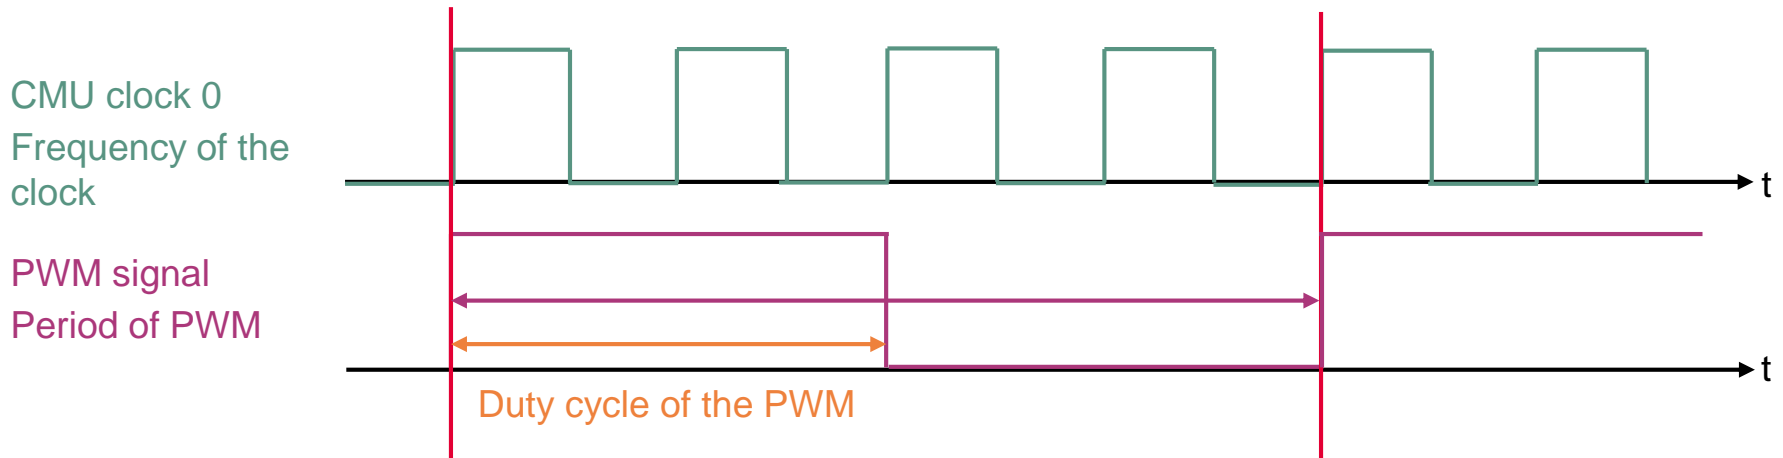 CMU clock 0
Frequency of the
clock
t
PWM signal
Period of PWM
t
Duty cycle of the PWM